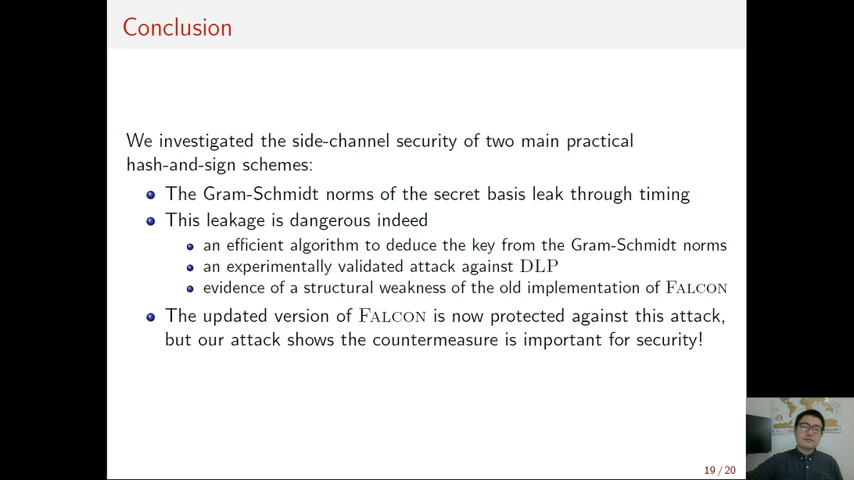 Conclusion
We investigated the side-channel security of two main practical
hash-and-sign schemes:
The Gram-Schmidt norms of the secret basis leak through timing
This leakage is dangerous indeed
an efficient algorithm to deduce the key from the Gram-Schmidt norms
an experimentally validated attack against DLP
evidence of a structural weakness of the old implementation of FALCON
The updated version of FALCON is now protected against this attack,
but our attack shows the countermeasure is important for security!
19 / 20